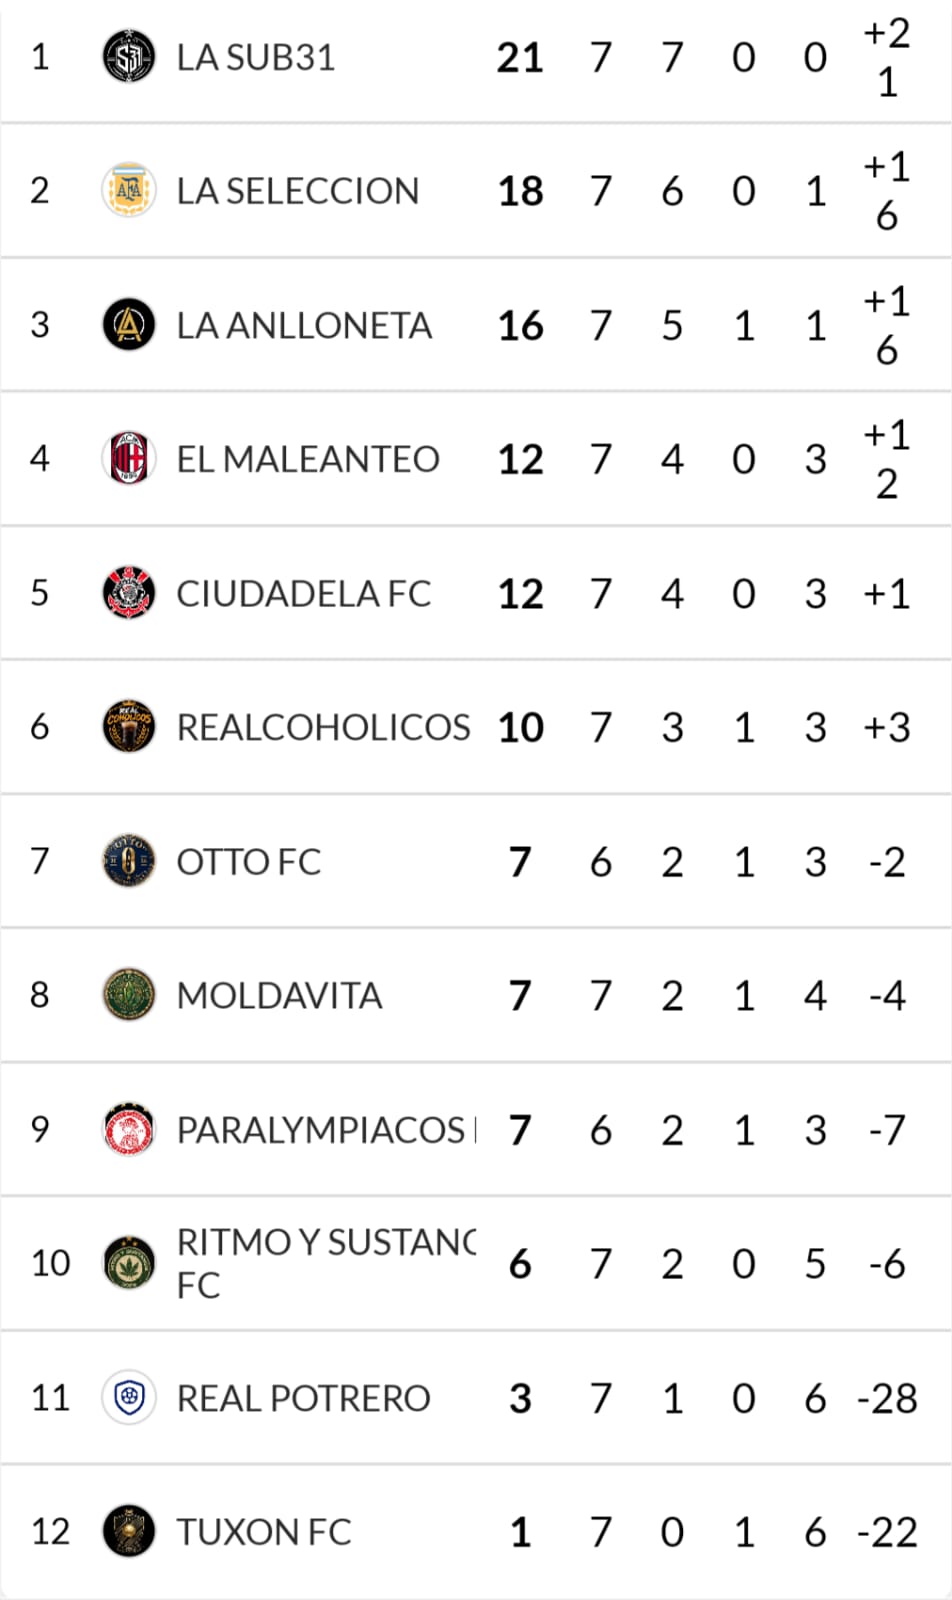 1 LA SUB31 21 7 7 0 0 +2
1
2 LA SELECCION 18 7 6 0 1 +1
6
3 LA ANLLONETA 16 7 5 1 1 +1
6
4 EL MALEANTEO 12 7 4 0 3 +1
2
5 CIUDADELA FC 12 7 4 0 3 +1
6 REALCOHOLICOS 10 7 3 1 3 +3
7 OTTO FC 7 6 2 1 3 -2
8 MOLDAVITA 7 7 2 1 4 -4
9 PARALYMPIACOS 7 6 2 1 3 -7
10 RITMO Y SUSTANC
FC 6 7 2 0 5 -6
11 REAL POTRERO 3 7 1 0 6 -28
12 TUXON FC 1 7 0 1 6 -22